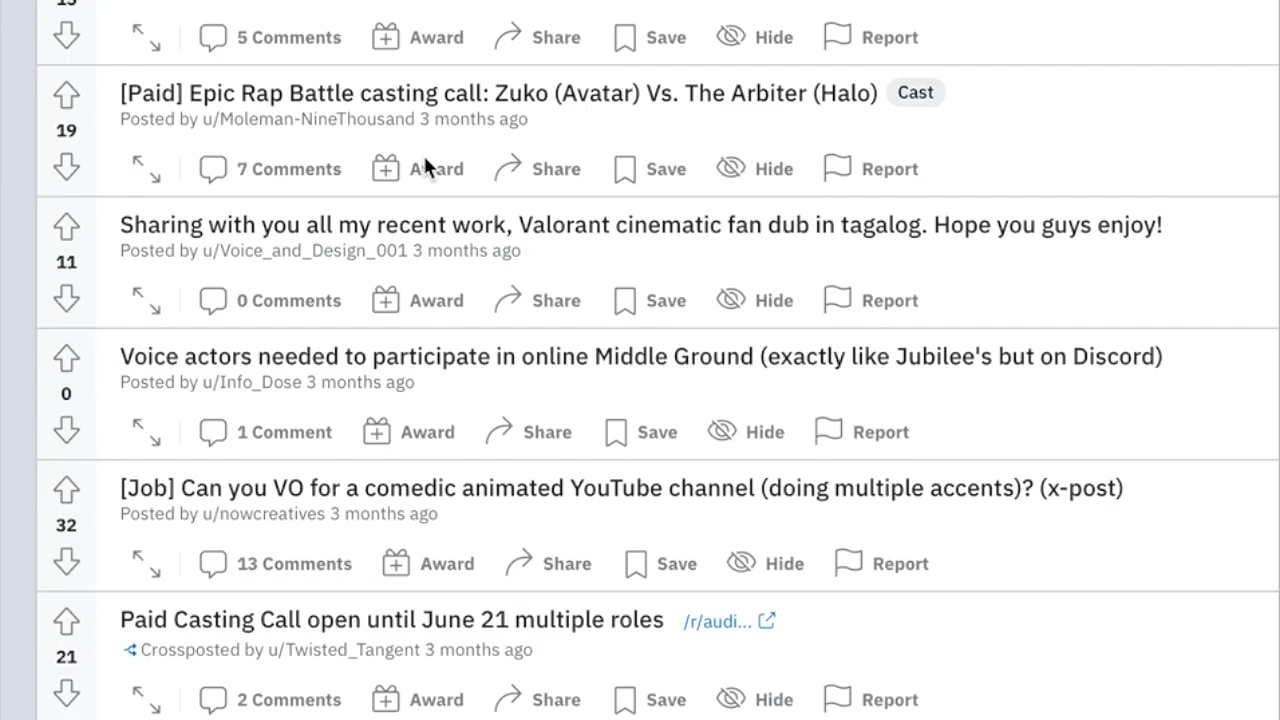 15
5 Comments Award Share Save Hide Report
[Paid] Epic Rap Battle casting call: Zuko (Avatar) Vs. The Arbiter (Halo) Cast
Posted by u/Moleman-NineThousand 3 months ago
19
7 Comments Award Share Save Hide Report
Sharing with you all my recent work, Valorant cinematic fan dub in tagalog. Hope you guys enjoy!
Posted by u/Voice_and_Design_001 3 months ago
11
0 Comments Award Share Save Hide Report
Voice actors needed to participate in online Middle Ground (exactly like Jubilee's but on Discord)
Posted by u/Info_Dose 3 months ago
0
1 Comment Award Share Save Hide Report
[Job] Can you VO for a comedic animated YouTube channel (doing multiple accents)? (x-post)
Posted by u/nowcreatives 3 months ago
32
13 Comments Award Share Save Hide Report
Paid Casting Call open until June 21 multiple roles /r/audi...
Crossposted by u/Twisted_Tangent 3 months ago
21
2 Comments Award Share Save Hide Report